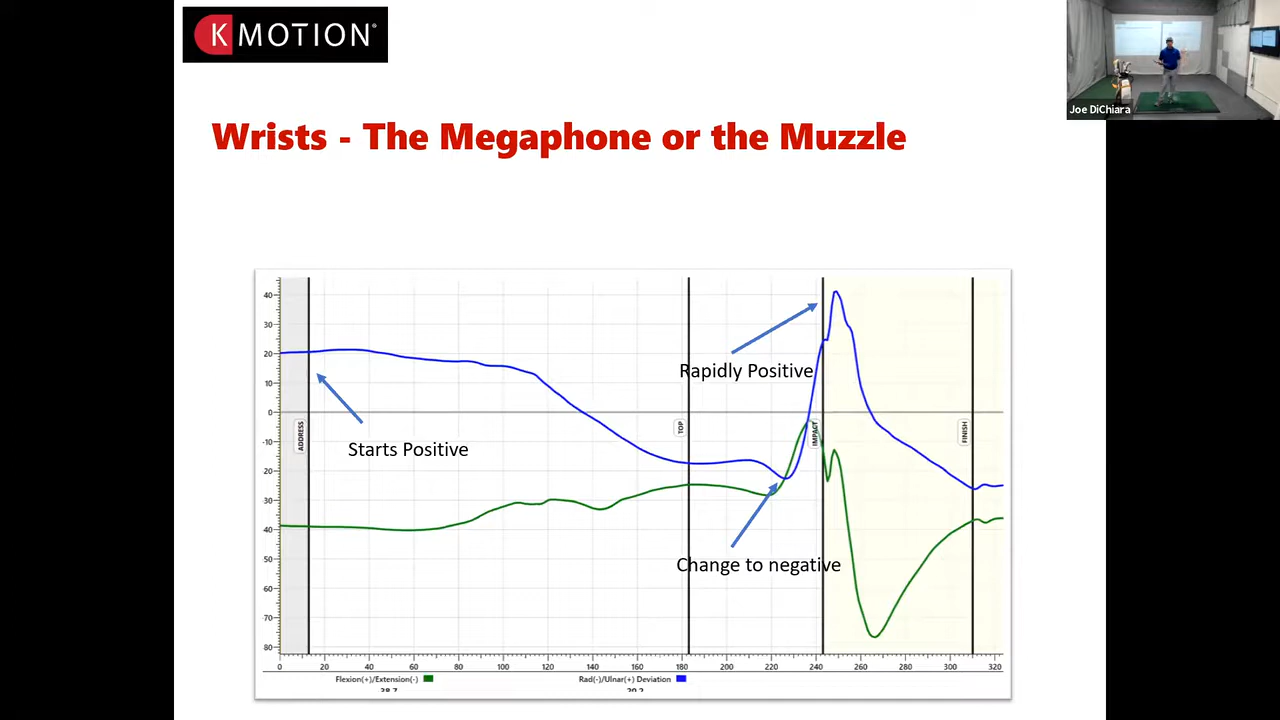 K MOTION®
Joe DiChiara
Wrists - The Megaphone or the Muzzle
40
30
20
10
0
-10
20
30
40
50
60
70
80
ADDRESS
TOP
IMPACT
FINISH
Starts Positive
Rapidly Positive
Change to negative
0 20 40 60 80 100 120 140 160 180 200 220 240 260 280 300 320
Flexion(+)/Extension(-) Rad(-)/Ulnar(+) Deviation